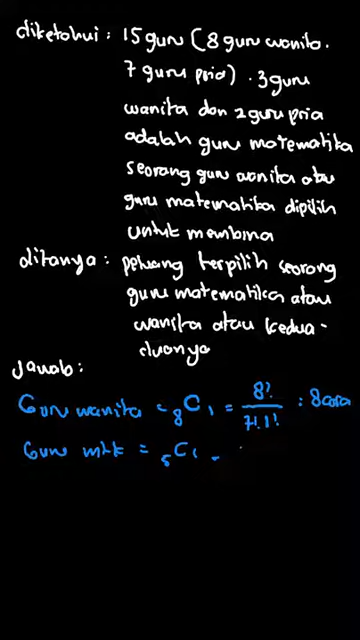 diketahui : 15 guru (8 guru wanita.
7 guru pria). 3 guru
wanita dan 2 guru pria
adalah guru matematika
seorang guru wanita atau
guru matematika dipilih
untuk membina
ditanya : peluang terpilih seorang
guru matematika atau
wanita atau kedua-
duanya
Jawab :
Guru wanita = ₈C₁ = 8!/7!.1! : 8 cara
Guru mtk = ₅C₁ =